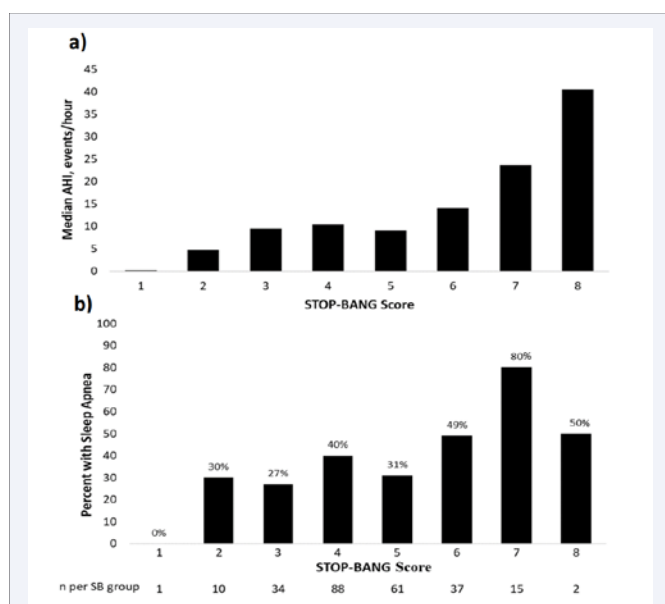 a)
Median AHI, events/hour
45
40
35
30
25
20
15
10
5
0
1 2 3 4 5 6 7 8
STOP-BANG Score
b)
Percent with Sleep Apnea
100
90
80
70
60
50
40
30
20
10
0
0% 30% 27% 40% 31% 49% 80% 50%
1 2 3 4 5 6 7 8
STOP-BANG Score
n per SB group 1 10 34 88 61 37 15 2